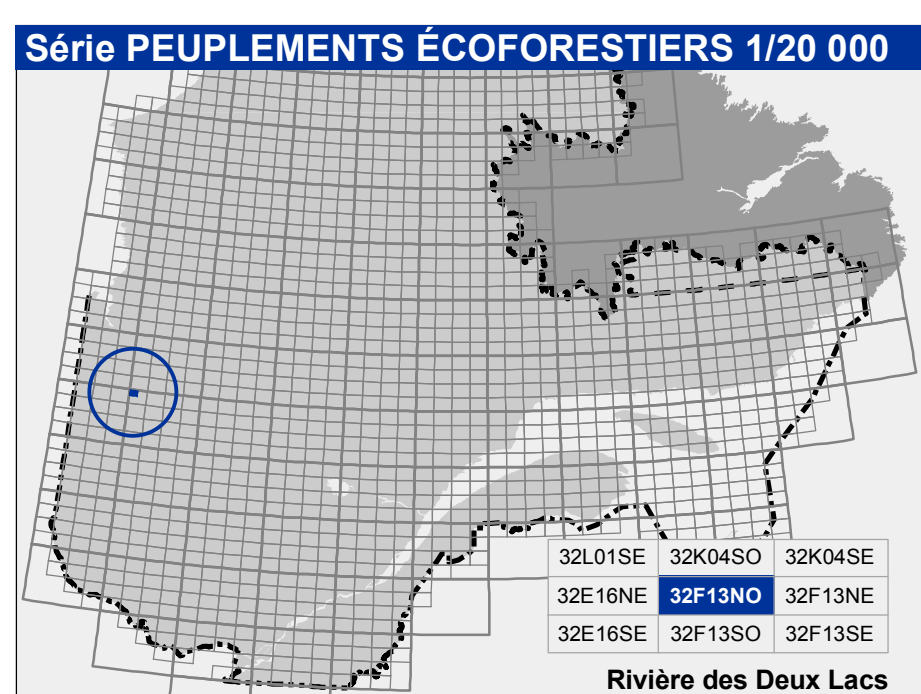 Série PEUPLEMENTS ÉCOFORESTIERS 1/20 000
32L01SE 32K04SO 32K04SE
32E16NE 32F13NO 32F13NE
32E16SE 32F13SO 32F13SE
Rivière des Deux Lacs